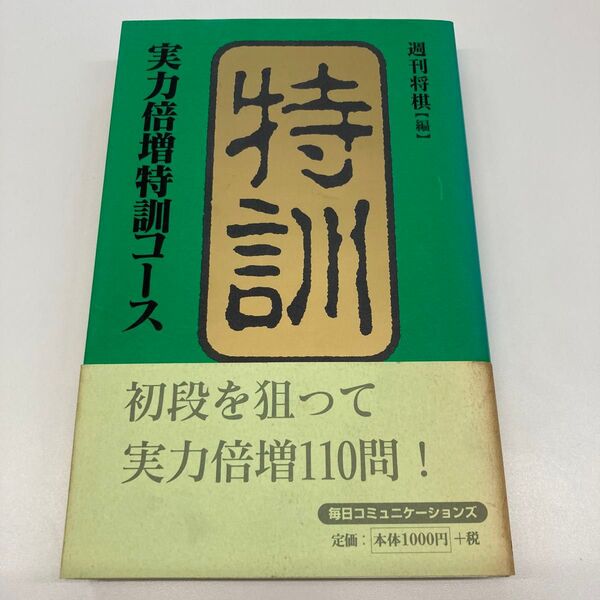 週刊将棋【編】
特訓
実力倍増特訓コース
初段を狙って
実力倍増110問！
毎日コミュニケーションズ
定価：本体1000円＋税